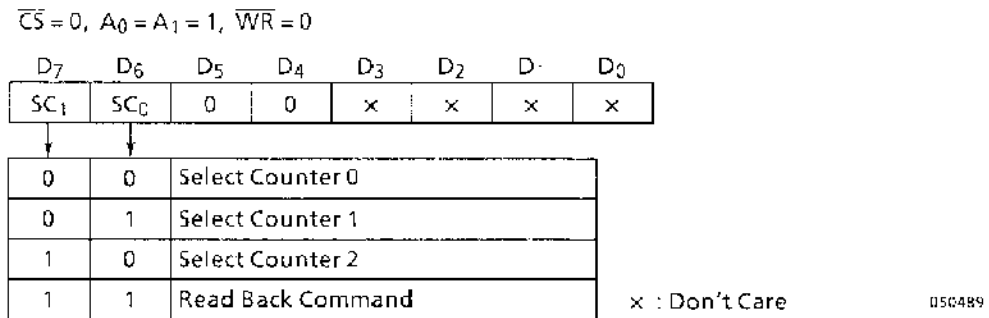 C̅S̅ = 0, A₀ = A₁ = 1, W̅R̅ = 0
D₇ D₆ D₅ D₄ D₃ D₂ D· D₀
SC₁ SC₀ 0 0 × × × ×
0 0 Select Counter 0
0 1 Select Counter 1
1 0 Select Counter 2
1 1 Read Back Command
× : Don't Care
050489